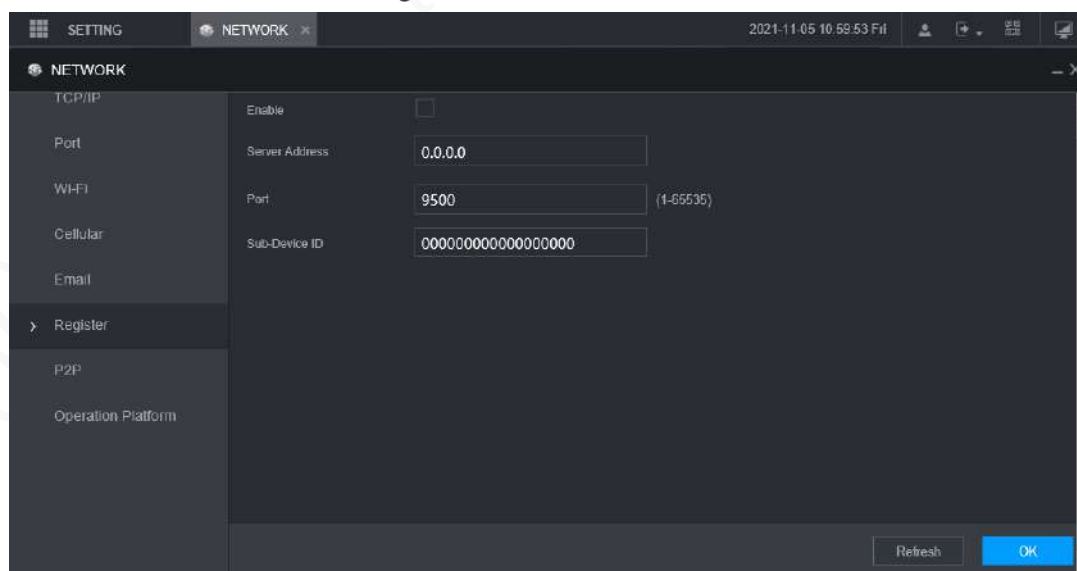 SETTING
NETWORK
2021-11-05 10:59:53 Fri
NETWORK
TCP/IP
Port
WI-FI
Cellular
Email
Register
P2P
Operation Platform
Enable
Server Address 0.0.0.0
Port 9500 (1-65535)
Sub-Device ID 000000000000000000
Refresh OK